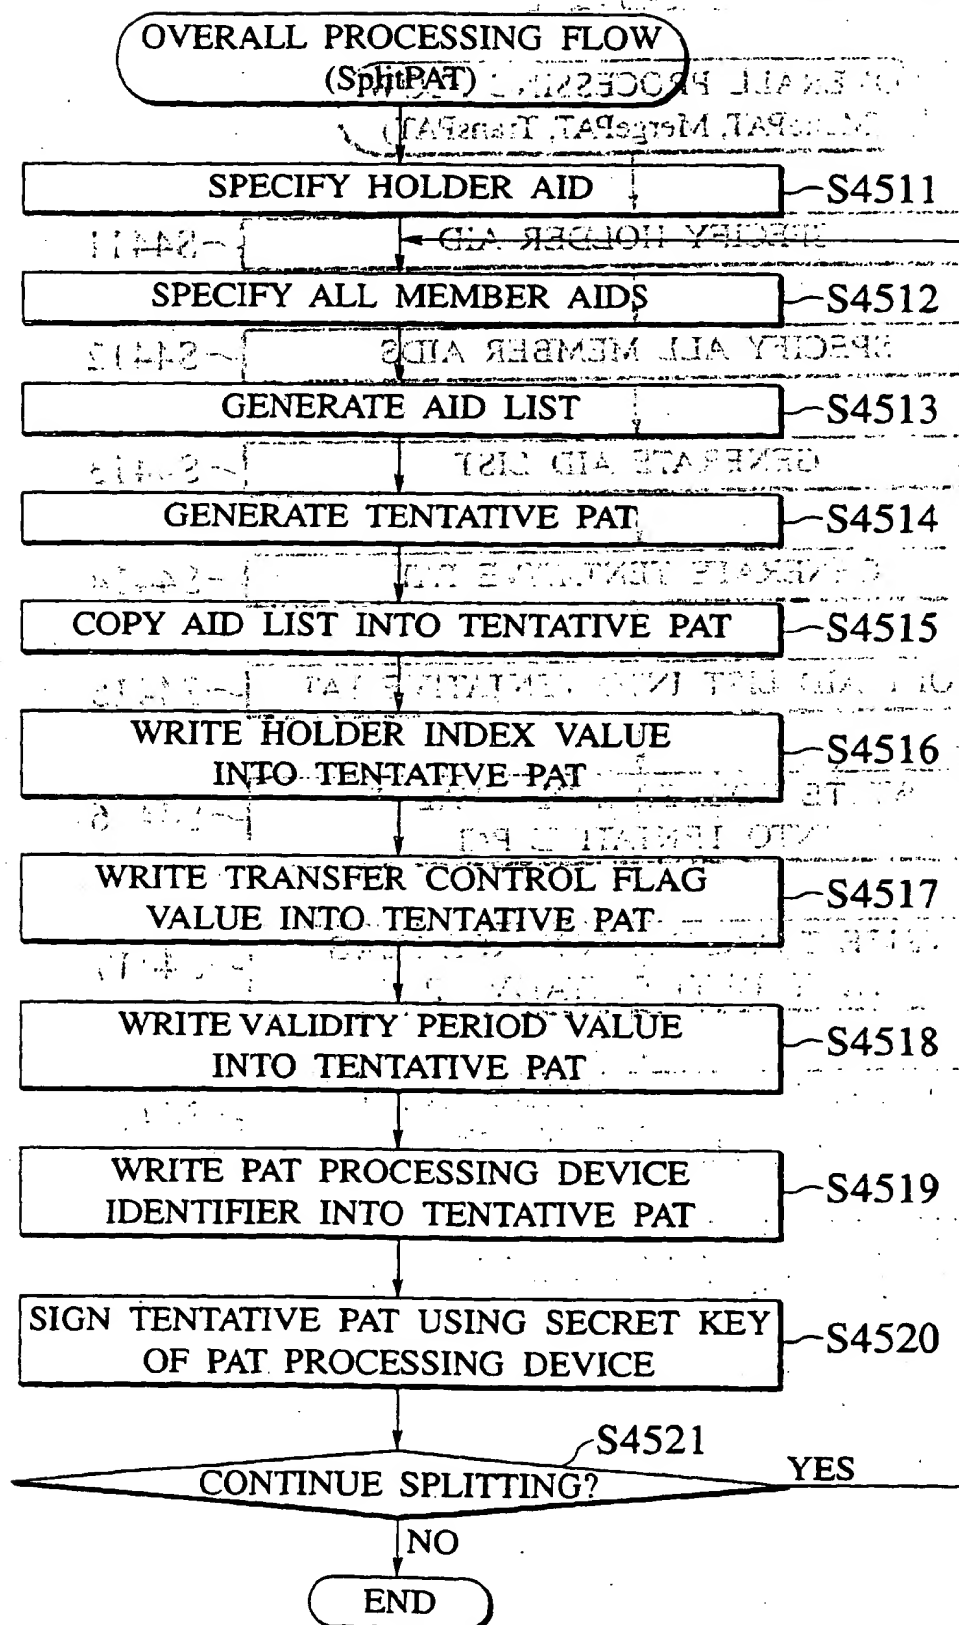 OVERALL PROCESSING FLOW
(SplitPAT)
SPECIFY HOLDER AID
S4511
SPECIFY ALL MEMBER AIDS
S4512
GENERATE AID LIST
S4513
GENERATE TENTATIVE PAT
S4514
COPY AID LIST INTO TENTATIVE PAT
S4515
WRITE HOLDER INDEX VALUE
INTO TENTATIVE PAT
S4516
WRITE TRANSFER CONTROL FLAG
VALUE INTO TENTATIVE PAT
S4517
WRITE VALIDITY PERIOD VALUE
INTO TENTATIVE PAT
S4518
WRITE PAT PROCESSING DEVICE
IDENTIFIER INTO TENTATIVE PAT
S4519
SIGN TENTATIVE PAT USING SECRET KEY
OF PAT PROCESSING DEVICE
S4520
S4521
CONTINUE SPLITTING?
YES
NO
END